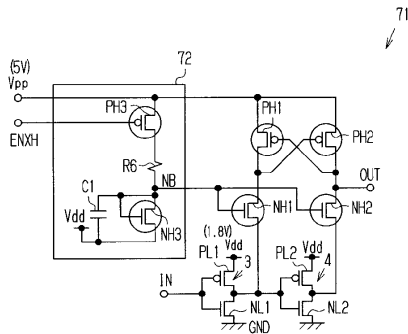 71
72
(5V)
Vpp
PH3
PH1
PH2
ENXH
R6
NB
OUT
C1
Vdd
NH3
NH1
NH2
(1.8V)
Vdd
Vdd
PL1
3
PL2
4
IN
NL1
NL2
GND